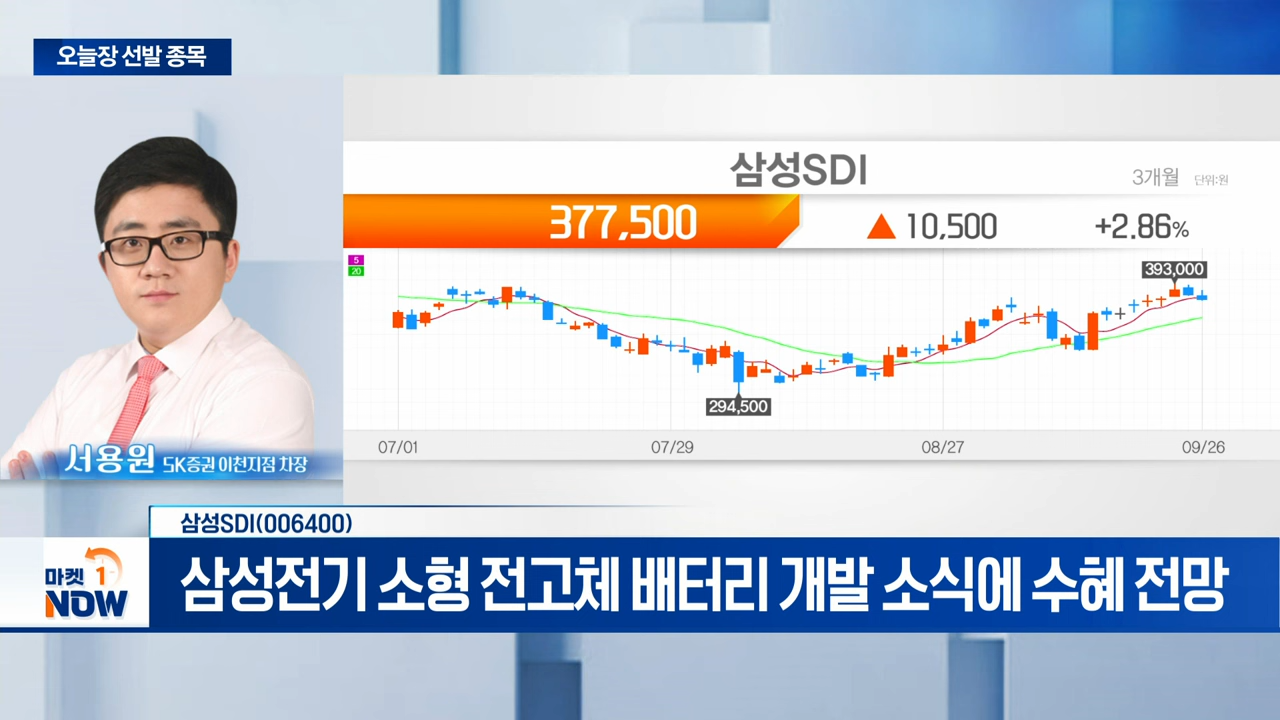 오늘장 선발 종목
삼성SDI
3개월 단위:원
377,500 ▲ 10,500 +2.86%
5
20
393,000
294,500
07/01 07/29 08/27 09/26
서용원 SK증권 이천지점 차장
삼성SDI(006400)
마켓 1
NOW
삼성전기 소형 전고체 배터리 개발 소식에 수혜 전망